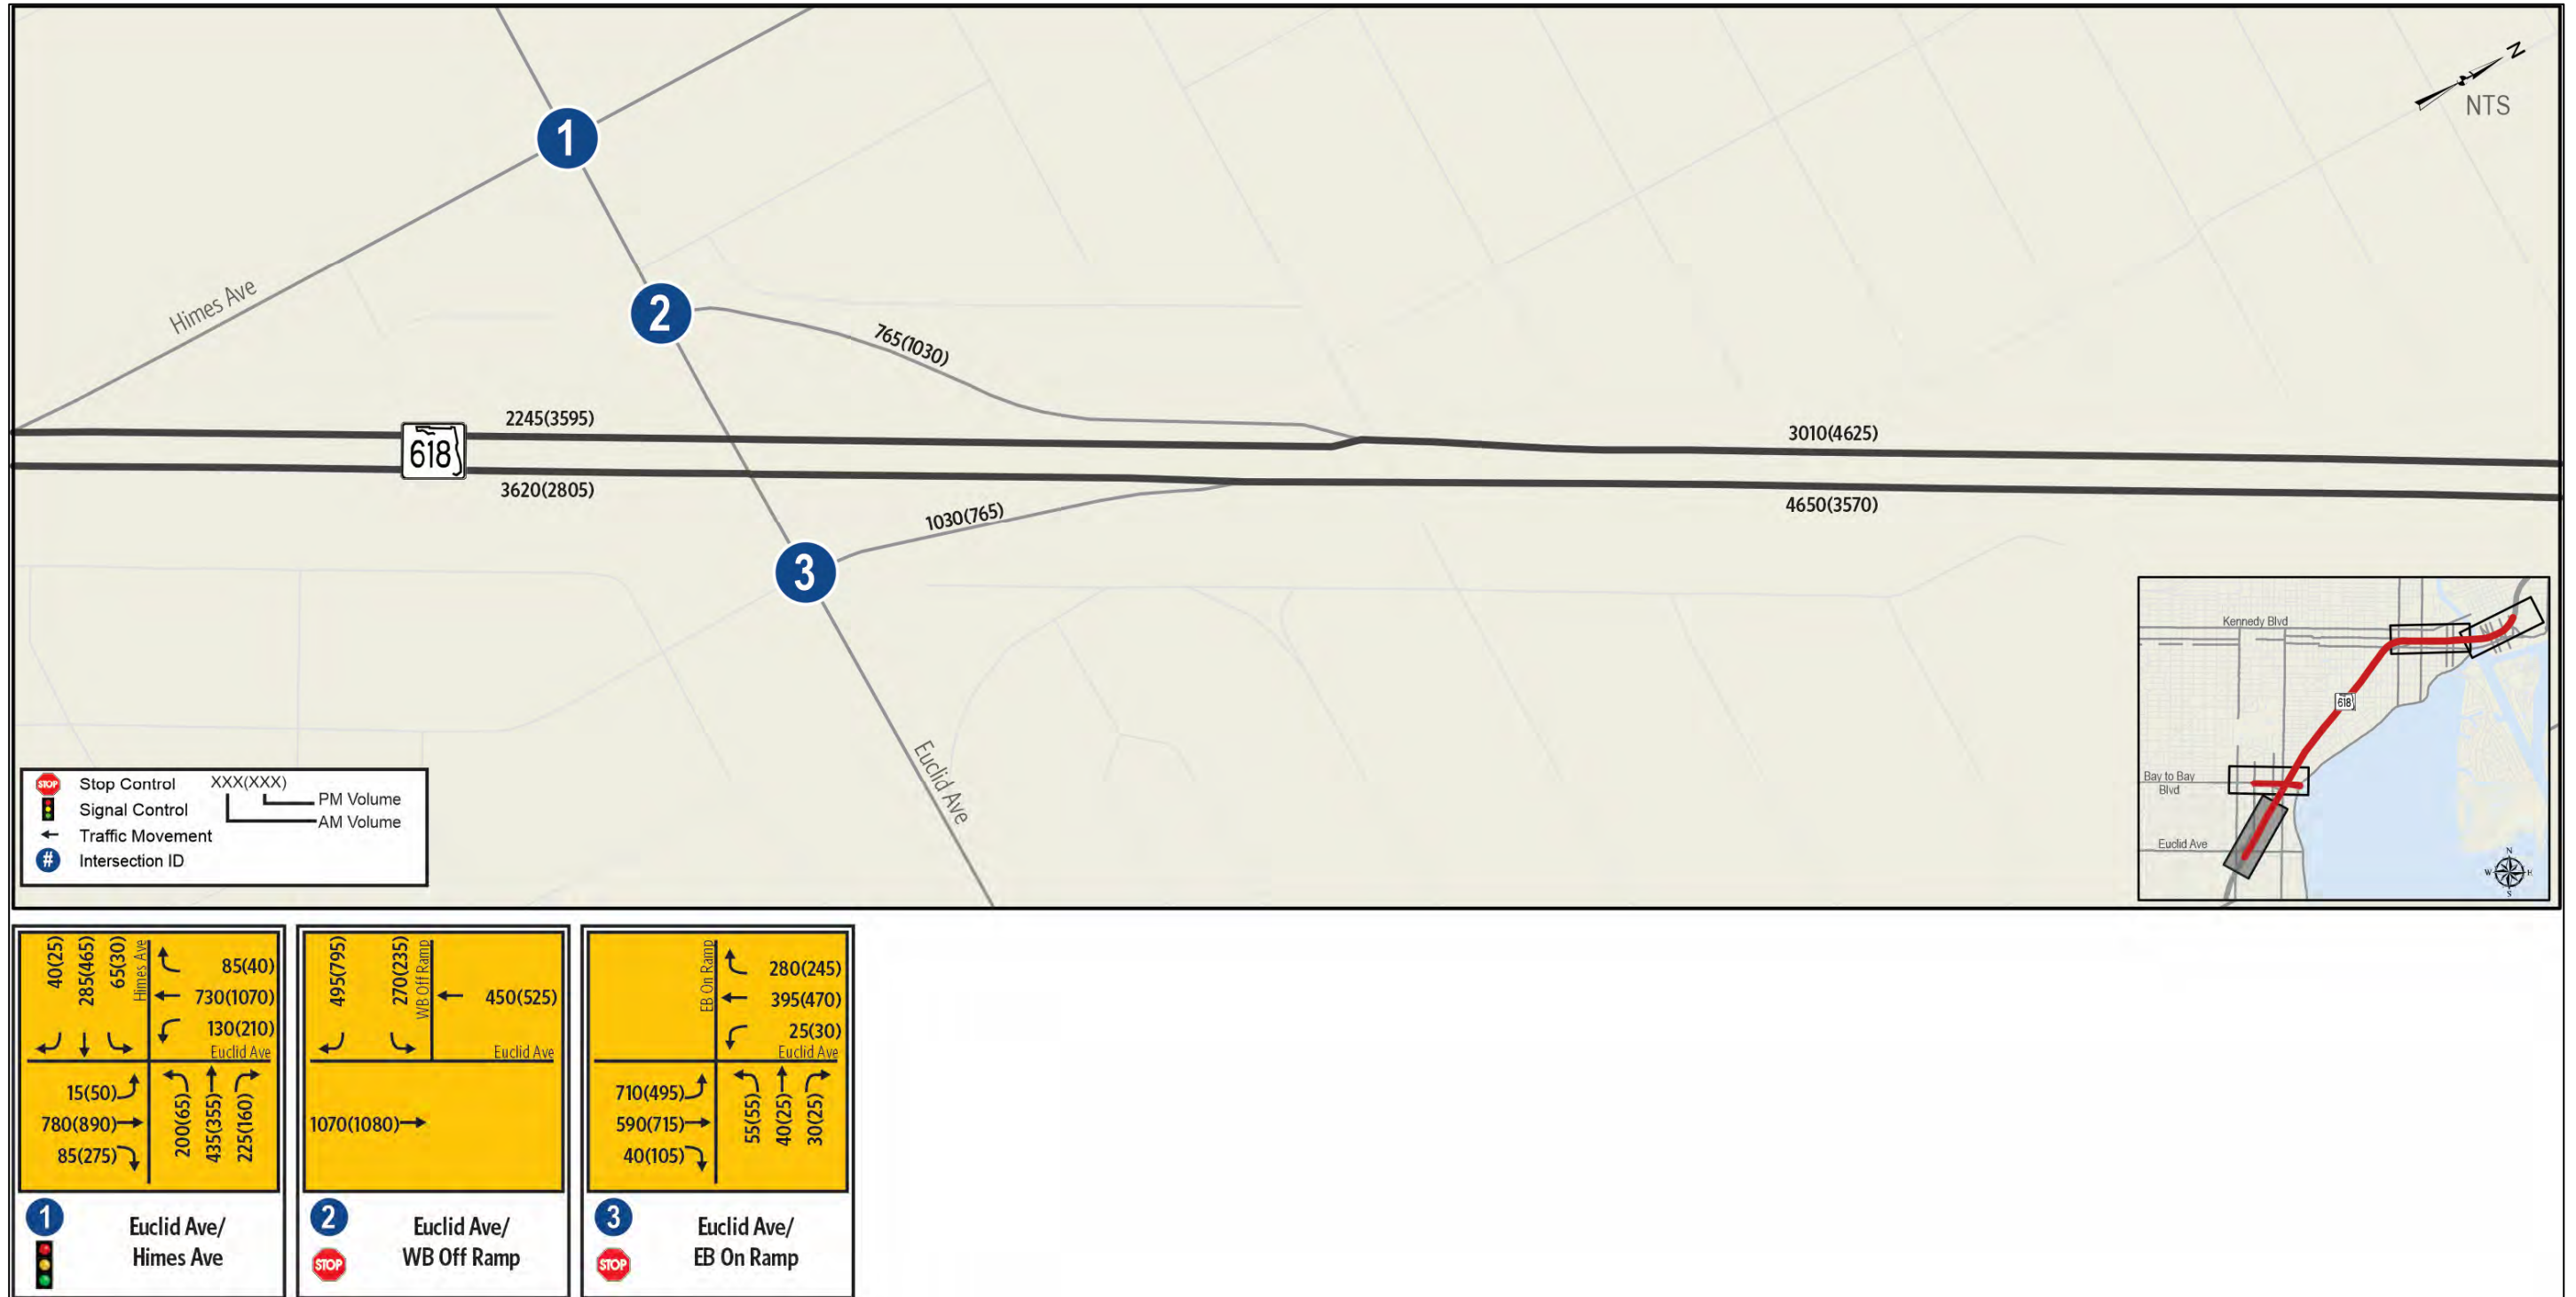 N
NTS
1
2
3
Himes Ave
765(1030)
2245(3595)
3010(4625)
618
3620(2805)
1030(765)
4650(3570)
Euclid Ave
Kennedy Blvd
618
Bay to Bay
Blvd
Euclid Ave
N
W E
S
STOP Stop Control
Signal Control
Traffic Movement
# Intersection ID
XXX(XXX)
PM Volume
AM Volume
40(25)
285(465)
65(30)
Himes Ave
85(40)
730(1070)
130(210)
Euclid Ave
15(50)
780(890)
85(275)
200(65)
435(355)
225(160)
1
Euclid Ave/
Himes Ave
495(795)
270(235)
WB Off Ramp
450(525)
Euclid Ave
1070(1080)
2
STOP
Euclid Ave/
WB Off Ramp
EB On Ramp
280(245)
395(470)
25(30)
Euclid Ave
710(495)
590(715)
40(105)
55(55)
40(25)
30(25)
3
STOP
Euclid Ave/
EB On Ramp